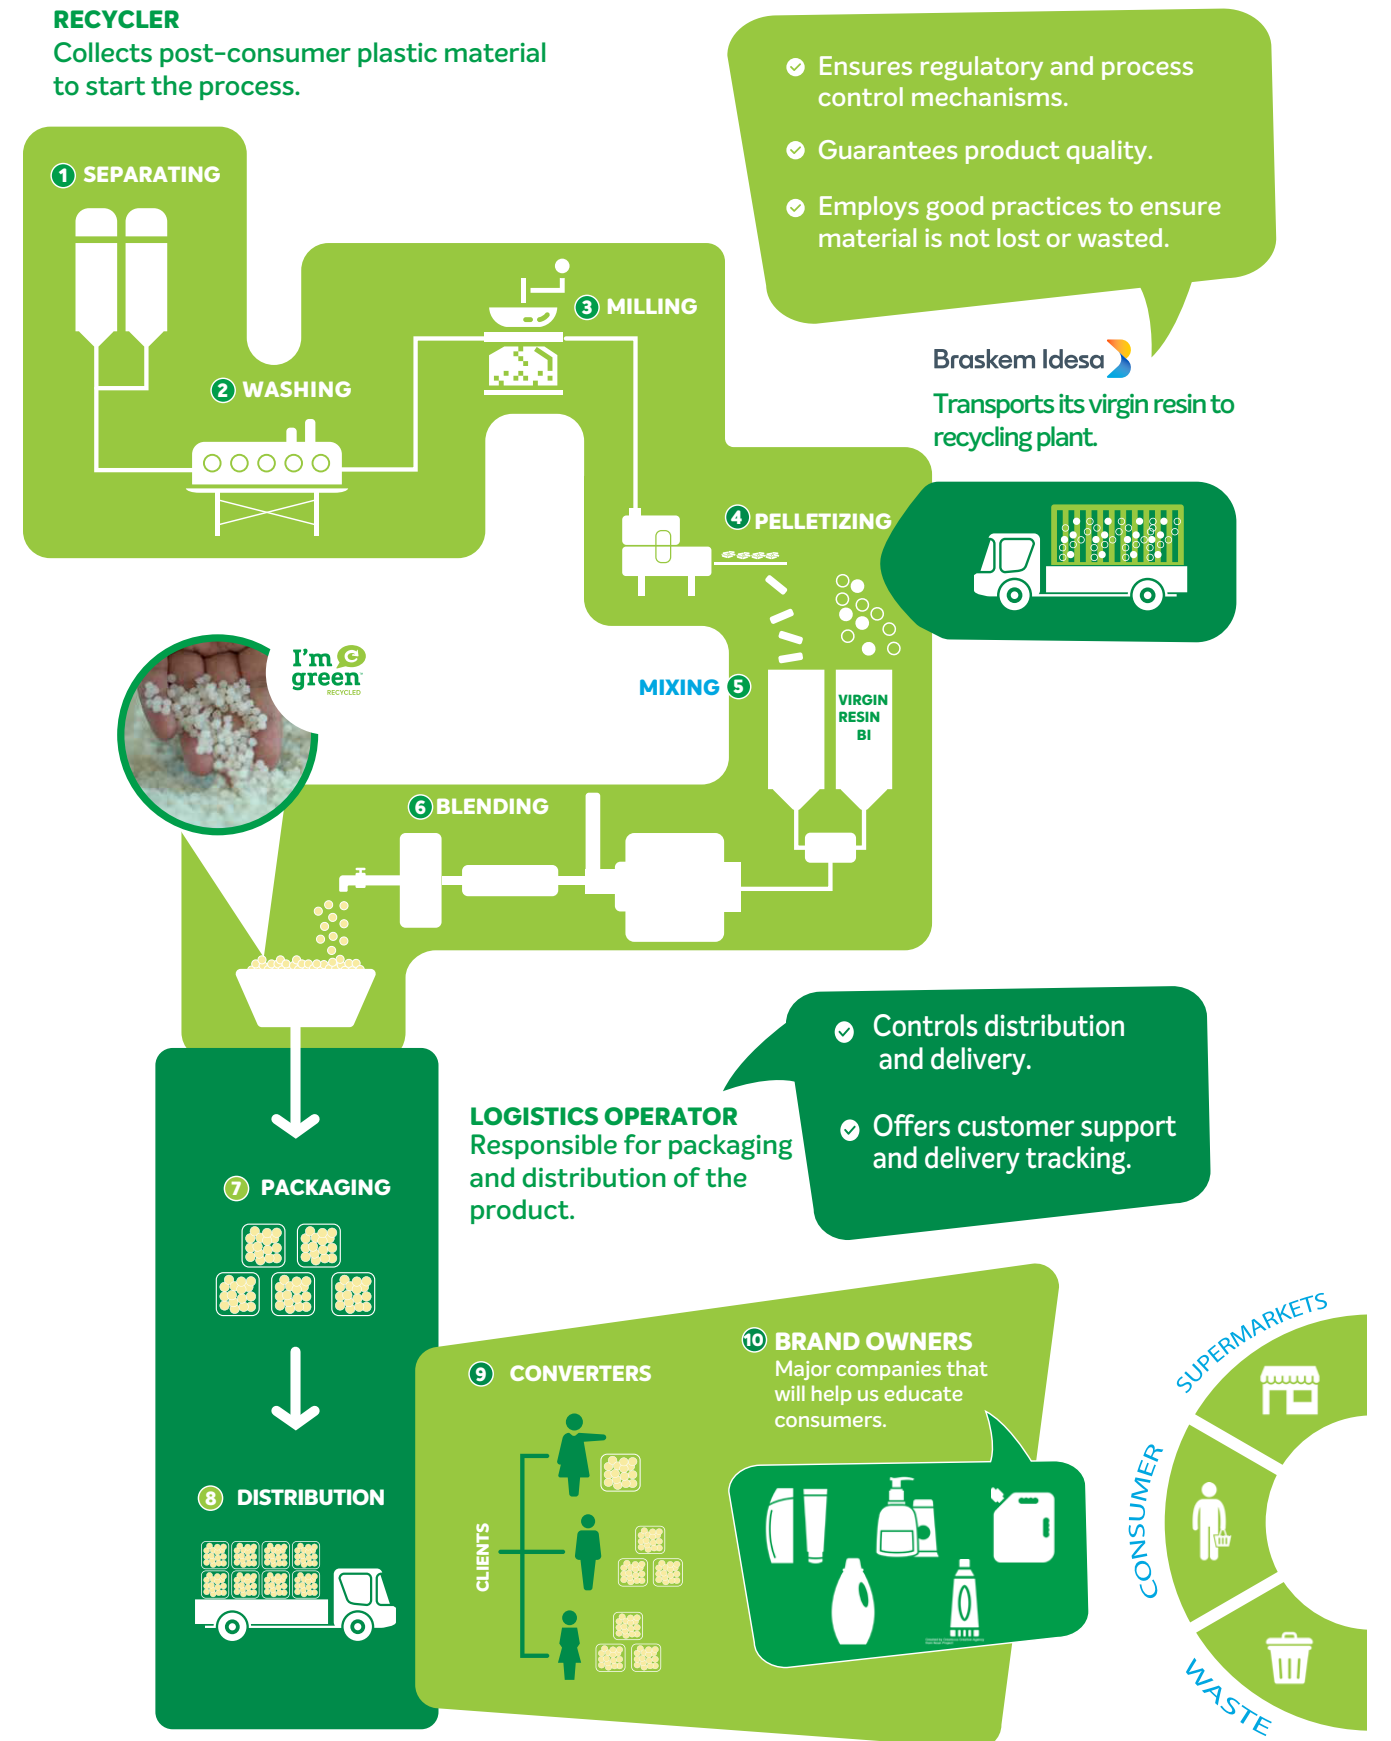 RECYCLER
Collects post-consumer plastic material
to start the process.
Ensures regulatory and process
control mechanisms.
Guarantees product quality.
Employs good practices to ensure
material is not lost or wasted.
1 SEPARATING
3 MILLING
Braskem Idesa
2 WASHING
Transports its virgin resin to
recycling plant.
4 PELLETIZING
I'm
green
RECYCLED
MIXING 5
VIRGIN
RESIN
BI
6 BLENDING
Controls distribution
and delivery.
Offers customer support
and delivery tracking.
LOGISTICS OPERATOR
Responsible for packaging
and distribution of the
product.
7 PACKAGING
8 DISTRIBUTION
9 CONVERTERS
CLIENTS
10 BRAND OWNERS
Major companies that
will help us educate
consumers.
SUPERMARKETS
CONSUMER
WASTE